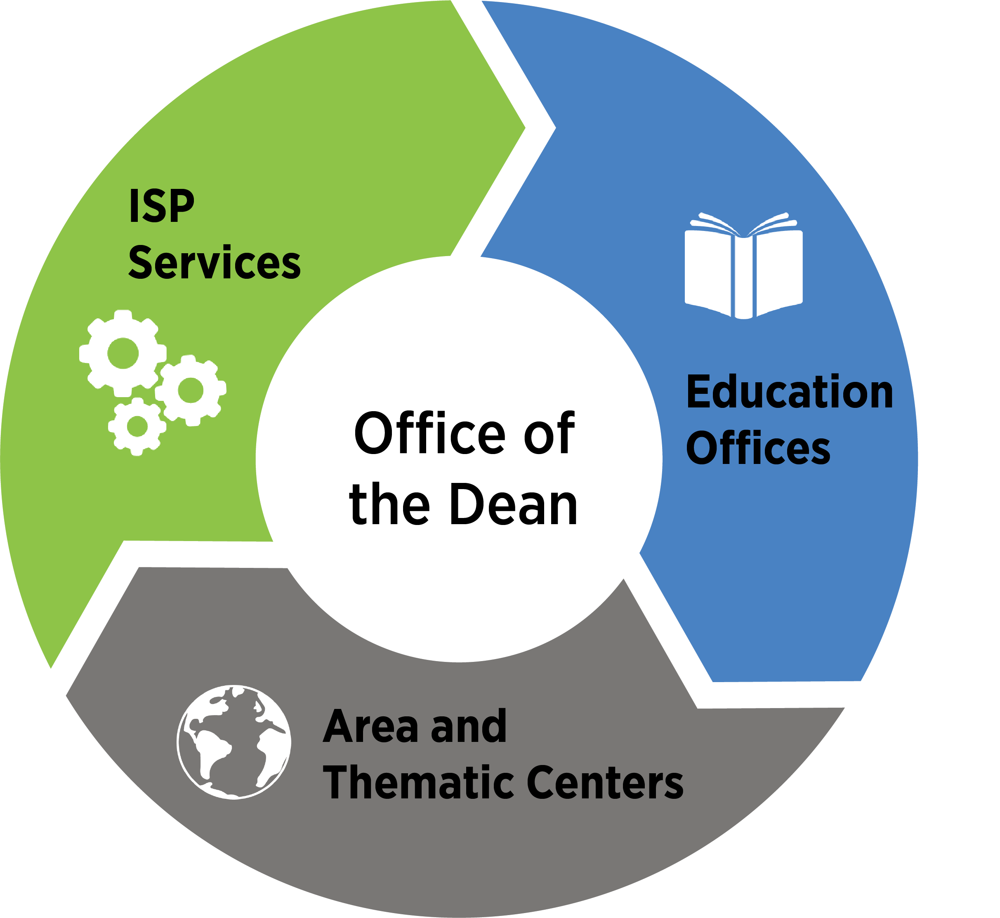 ISP
Services
Education
Offices
Office of
the Dean
Area and
Thematic Centers